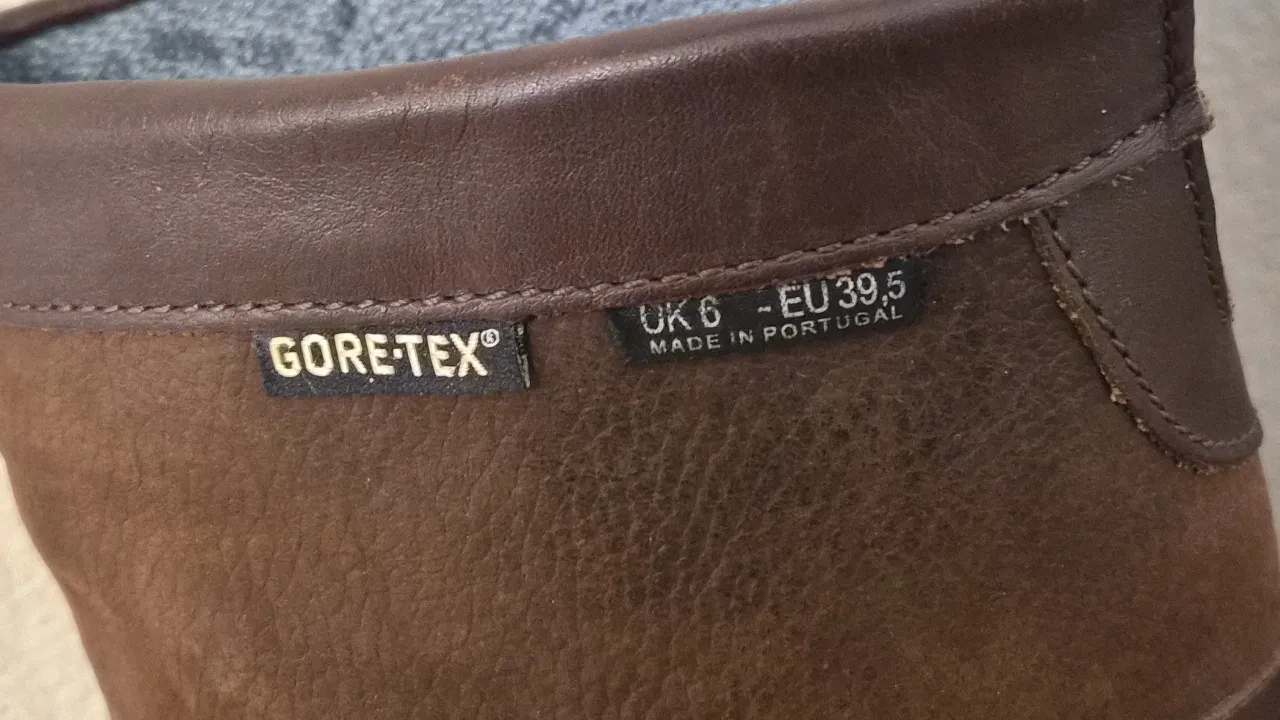 GORE-TEX®
UK 6 - EU 39,5
MADE IN PORTUGAL